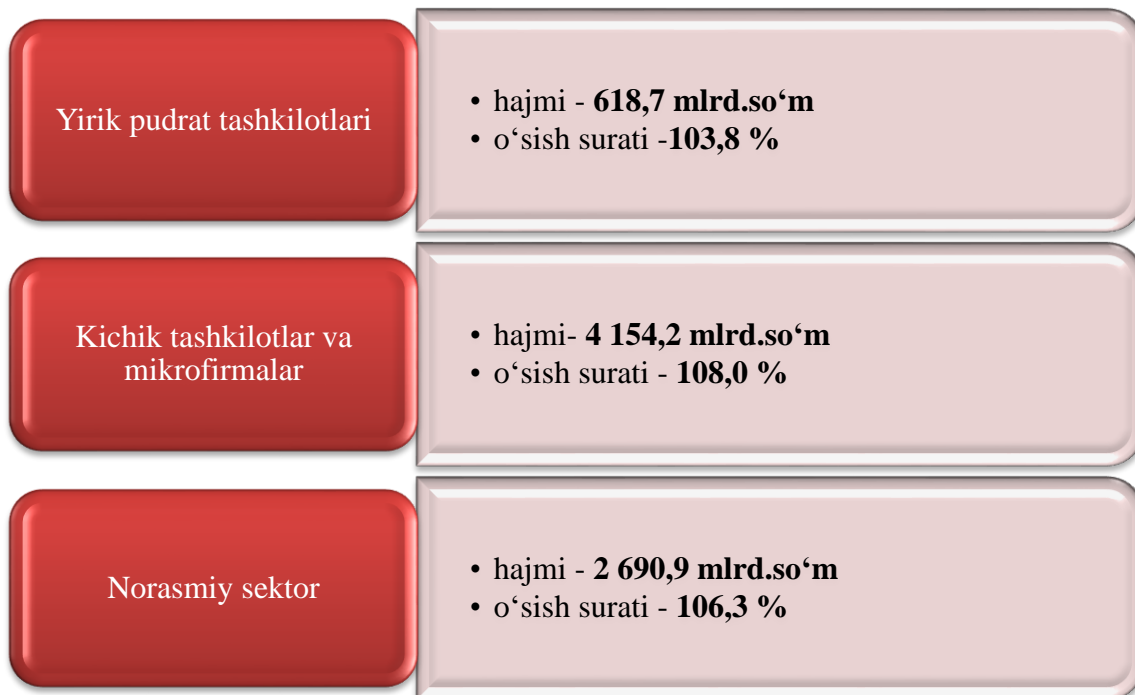 Yirik pudrat tashkilotlari
• hajmi - 618,7 mlrd.so‘m
• o‘sish surati -103,8 %
Kichik tashkilotlar va
mikrofirmalar
• hajmi- 4 154,2 mlrd.so‘m
• o‘sish surati - 108,0 %
Norasmiy sektor
• hajmi - 2 690,9 mlrd.so‘m
• o‘sish surati - 106,3 %